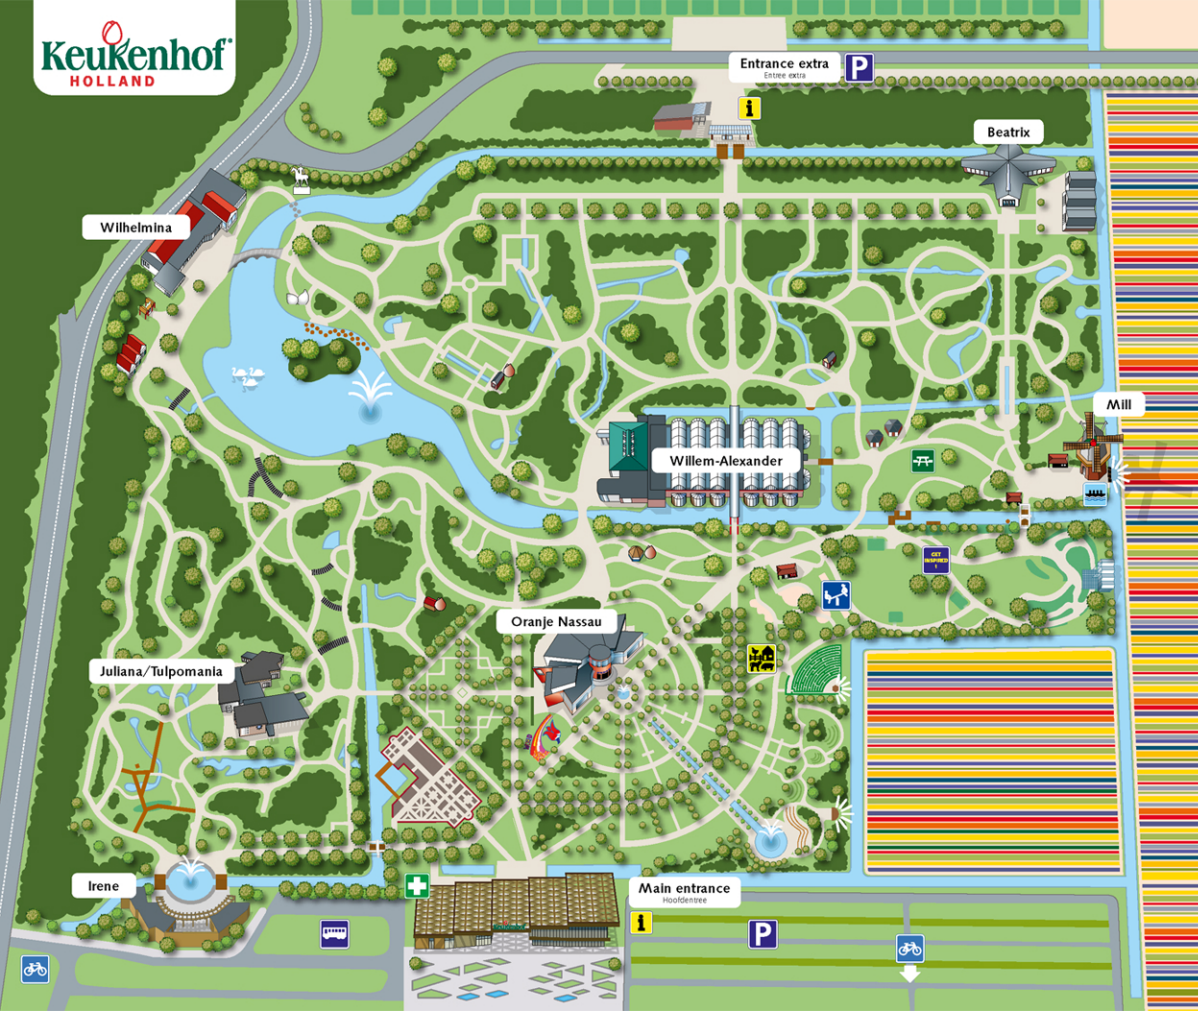 Keukenhof®
HOLLAND
Entrance extra
Entree extra
P
i
Beatrix
Wilhelmina
Mill
Willem-Alexander
GET
INSPIRED
!
Oranje Nassau
Juliana/Tulpomania
Irene
Main entrance
Hoofdentree
i
P